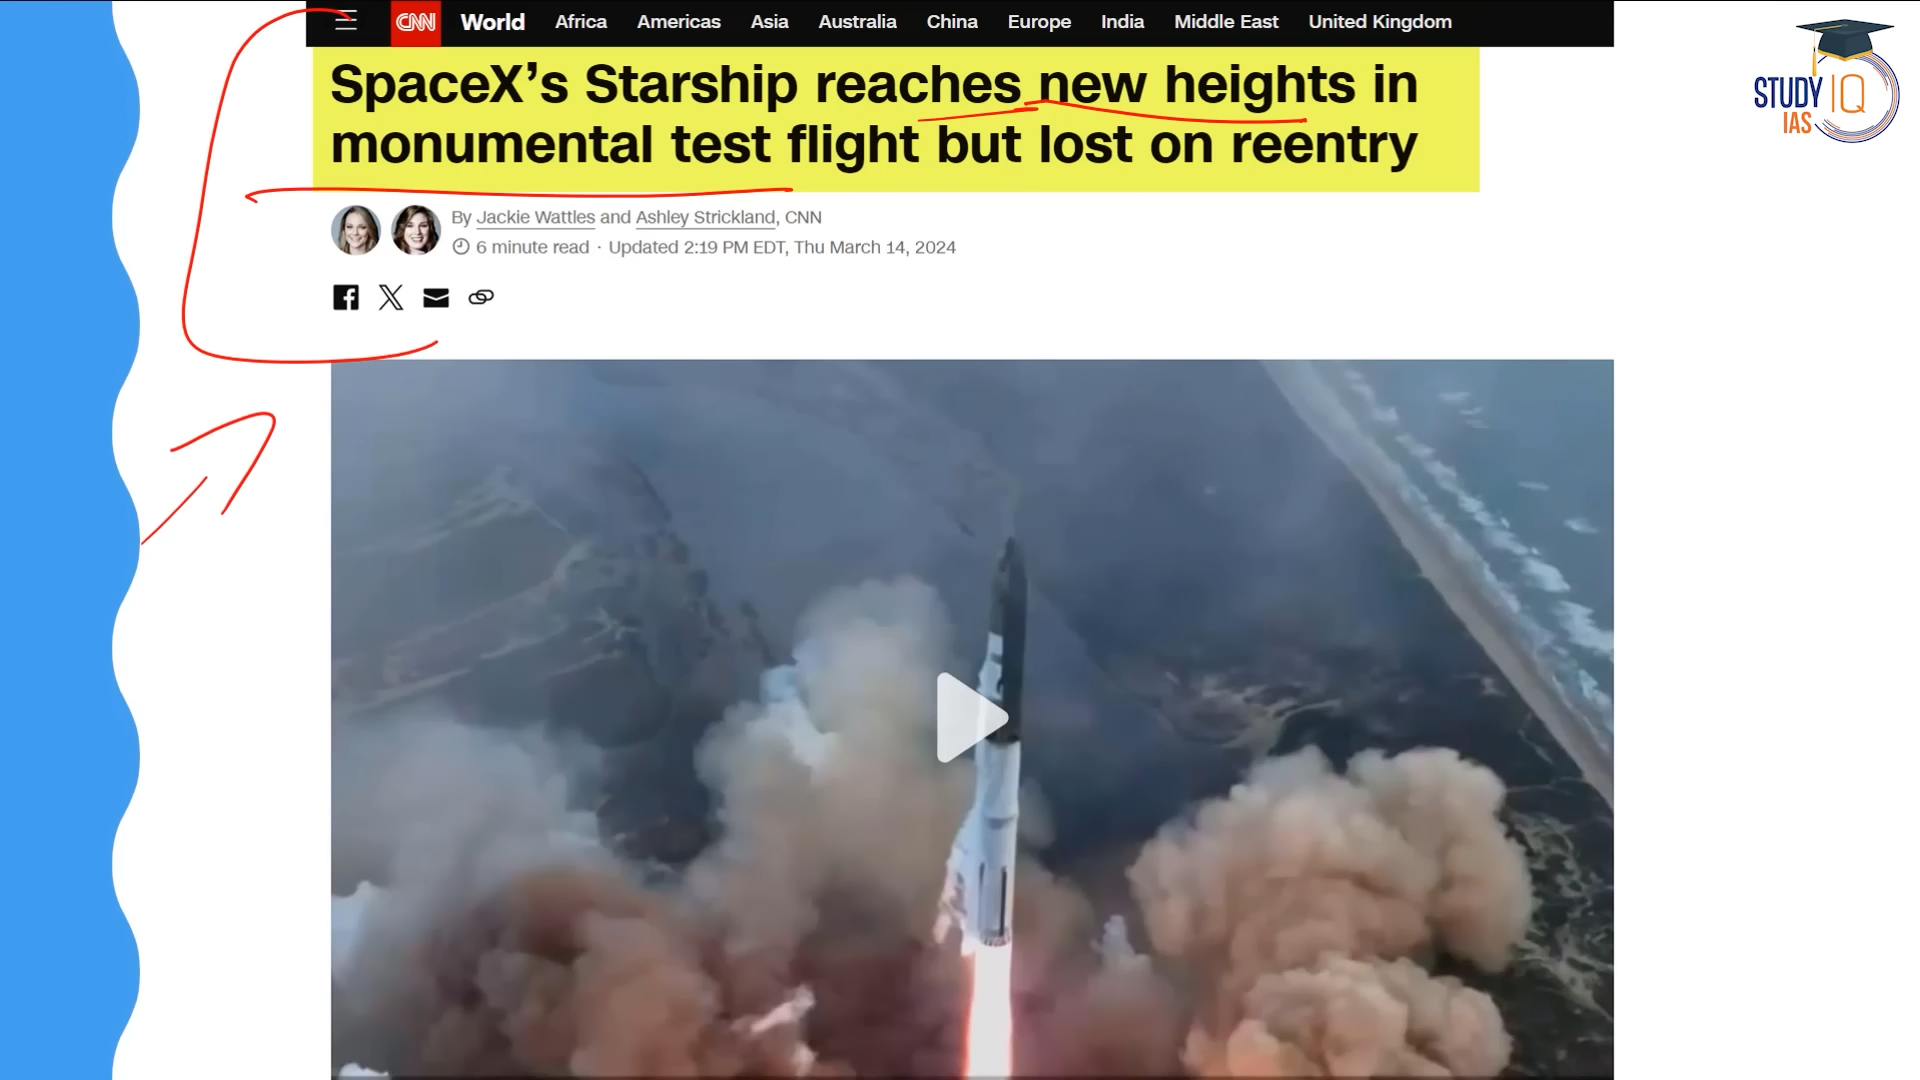 CNN World Africa Americas Asia Australia China Europe India Middle East United Kingdom
SpaceX’s Starship reaches new heights in
monumental test flight but lost on reentry
By Jackie Wattles and Ashley Strickland, CNN
6 minute read · Updated 2:19 PM EDT, Thu March 14, 2024
STUDY IQ
IAS